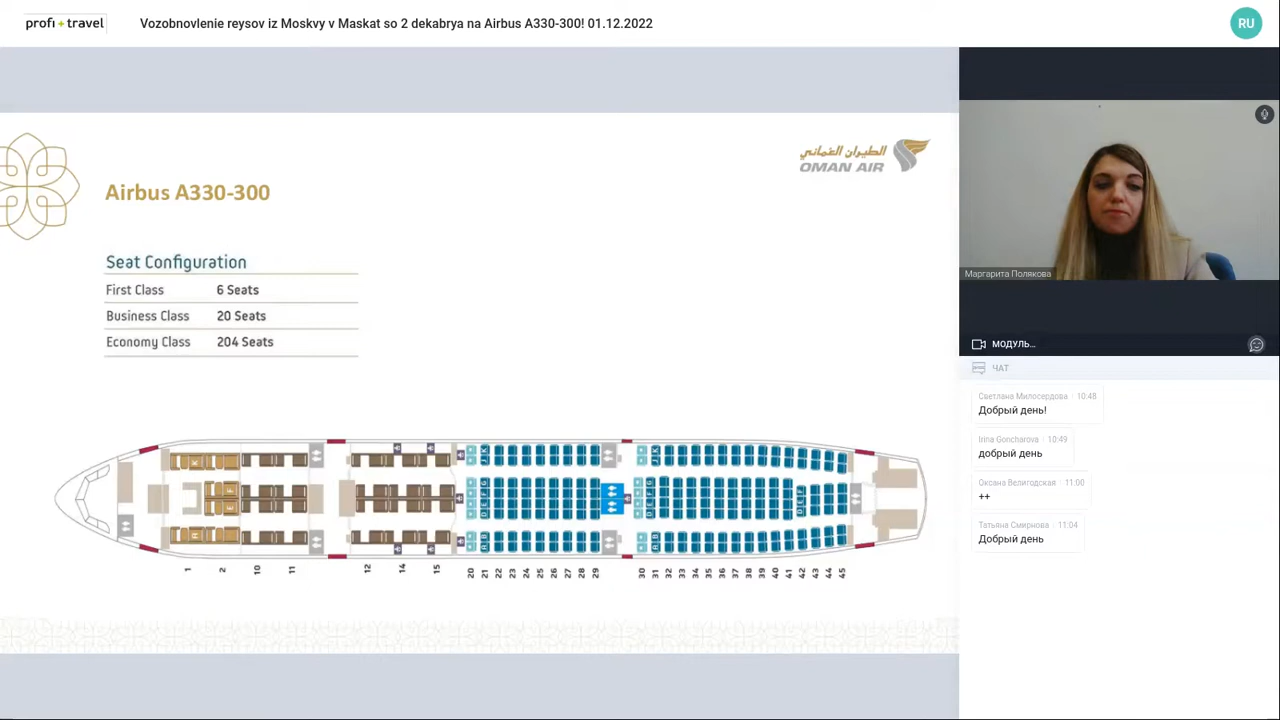 profi + travel
Vozobnovlenie reysov iz Moskvy v Maskat so 2 dekabrya na Airbus A330-300! 01.12.2022
RU
الطيران العماني
OMAN AIR
Airbus A330-300
Seat Configuration
First Class 6 Seats
Business Class 20 Seats
Economy Class 204 Seats
1 2 10 11 12 14 15 20 21 22 23 24 25 26 27 28 29 30 31 32 33 34 35 36 37 38 39 40 41 42 43 44 45
Маргарита Полякова
МОДУЛЬ...
ЧАТ
Светлана Милосердова 10:48
Добрый день!
Irina Goncharova 10:49
добрый день
Оксана Велигодская 11:00
++
Татьяна Смирнова 11:04
Добрый день